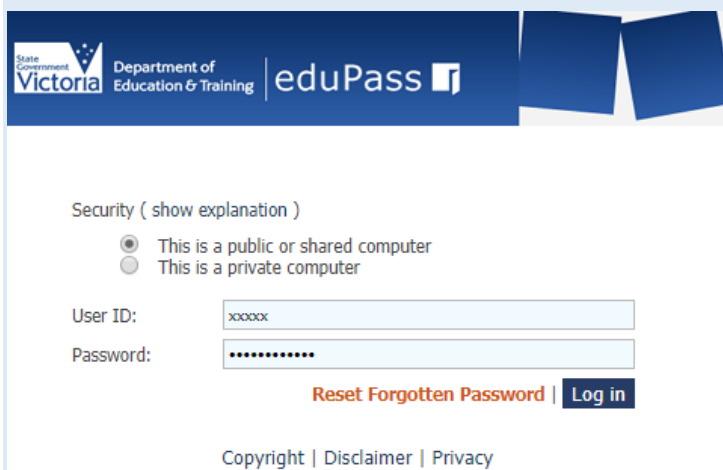 State
Government
Victoria
Department of
Education & Training
eduPass
Security ( show explanation )
This is a public or shared computer
This is a private computer
User ID: xxxxx
Password: ••••••••••••
Reset Forgotten Password | Log in
Copyright | Disclaimer | Privacy